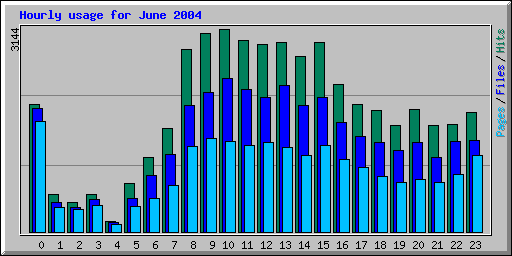 Hourly usage for June 2004
3144
Pages / Files / Hits
0 1 2 3 4 5 6 7 8 9 10 11 12 13 14 15 16 17 18 19 20 21 22 23